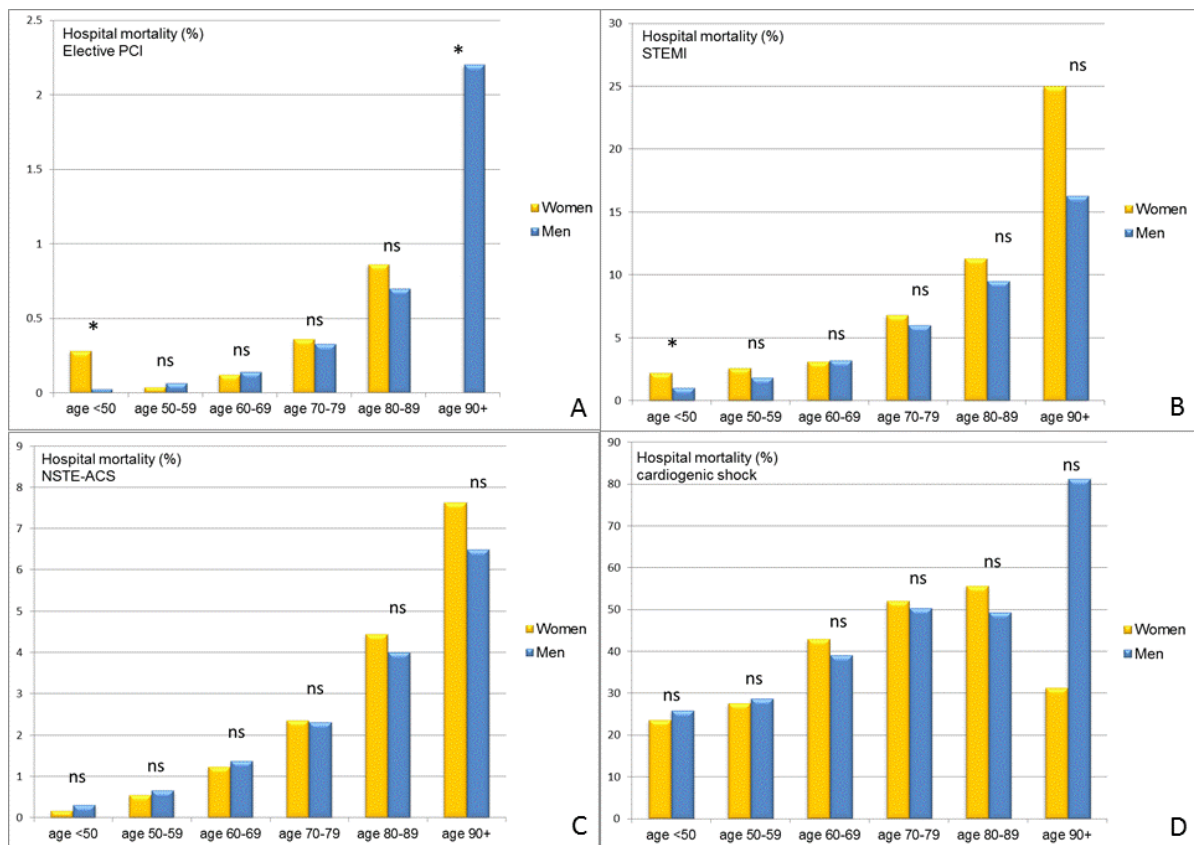 Hospital mortality (%)
Elective PCI
2.5
2
1.5
1
0.5
0
*
ns
ns
ns
ns
*
age <50
age 50-59
age 60-69
age 70-79
age 80-89
age 90+
Women
Men
A
Hospital mortality (%)
STEMI
30
25
20
15
10
5
0
*
ns
ns
ns
ns
ns
age <50
age 50-59
age 60-69
age 70-79
age 80-89
age 90+
Women
Men
B
Hospital mortality (%)
NSTE-ACS
9
8
7
6
5
4
3
2
1
0
ns
ns
ns
ns
ns
ns
age <50
age 50-59
age 60-69
age 70-79
age 80-89
age 90+
Women
Men
C
Hospital mortality (%)
cardiogenic shock
90
80
70
60
50
40
30
20
10
0
ns
ns
ns
ns
ns
ns
age <50
age 50-59
age 60-69
age 70-79
age 80-89
age 90+
Women
Men
D